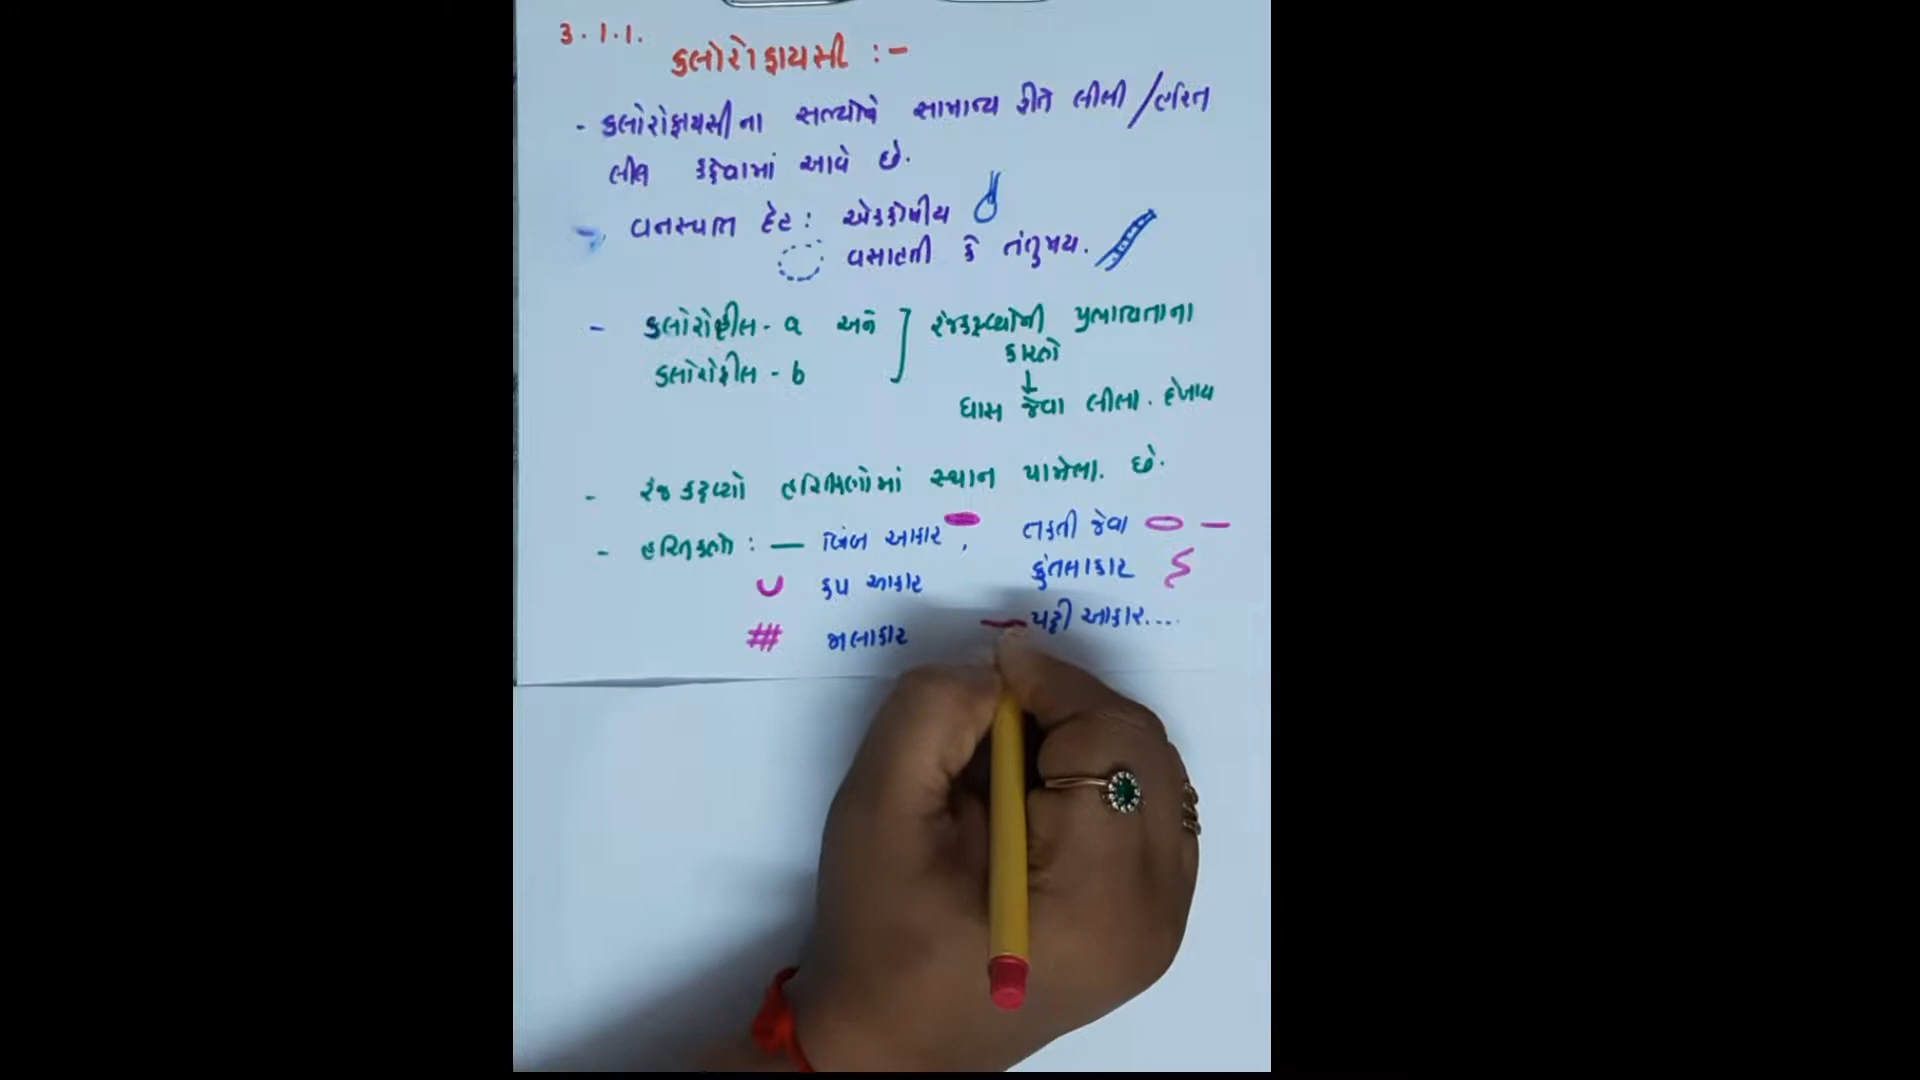 3.1.1.
ક્લોરોફાયસી :-
- ક્લોરોફાયસીના સભ્યોને સામાન્ય રીતે લીલી / હરિત
લીલ કહેવામાં આવે છે.
- વનસ્પતિ દેહ : એકકોષીય
વસાહતી કે તંતુમય.
- ક્લોરોફીલ - a અને ] રંજકદ્રવ્યોની પ્રભાવિતાના
કારણે
ક્લોરોફીલ - b
↓
ઘાસ જેવા લીલા. દેખાય
- રંજકદ્રવ્યો હરિતકણોમાં સ્થાન પામેલા. છે.
- હરિતકણો : — બિંબ આકાર , તકતી જેવા
કપ આકાર કુંતલાકાર
જાલાકાર પટ્ટી આકાર....